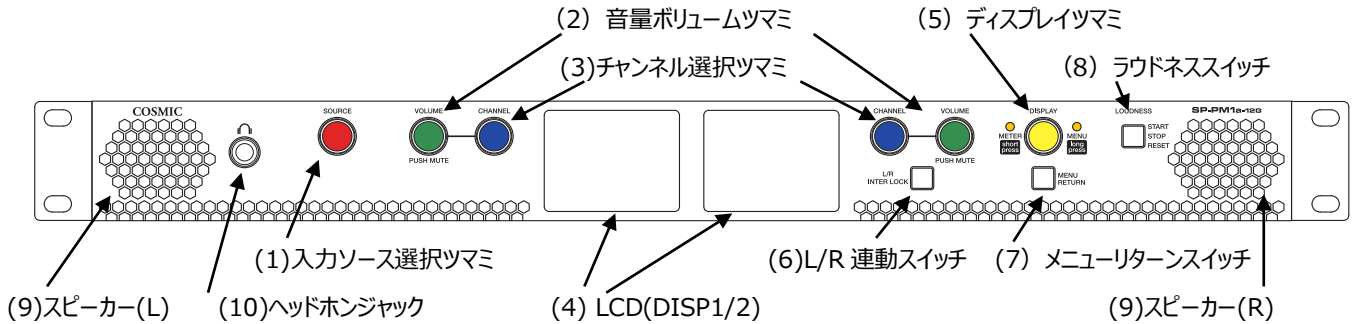 (2) 音量ボリュームツマミ
(5) ディスプレイツマミ
(3)チャンネル選択ツマミ
(8) ラウドネススイッチ
COSMIC
SOURCE
VOLUME
CHANNEL
PUSH MUTE
CHANNEL
VOLUME
PUSH MUTE
L/R
INTER LOCK
DISPLAY
METER
short
press
MENU
long
press
MENU
RETURN
LOUDNESS
START
STOP
RESET
SP-PM1a-12G
(1)入力ソース選択ツマミ
(6)L/R 連動スイッチ
(7) メニューリターンスイッチ
(9)スピーカー(L)
(10)ヘッドホンジャック
(4) LCD(DISP1/2)
(9)スピーカー(R)